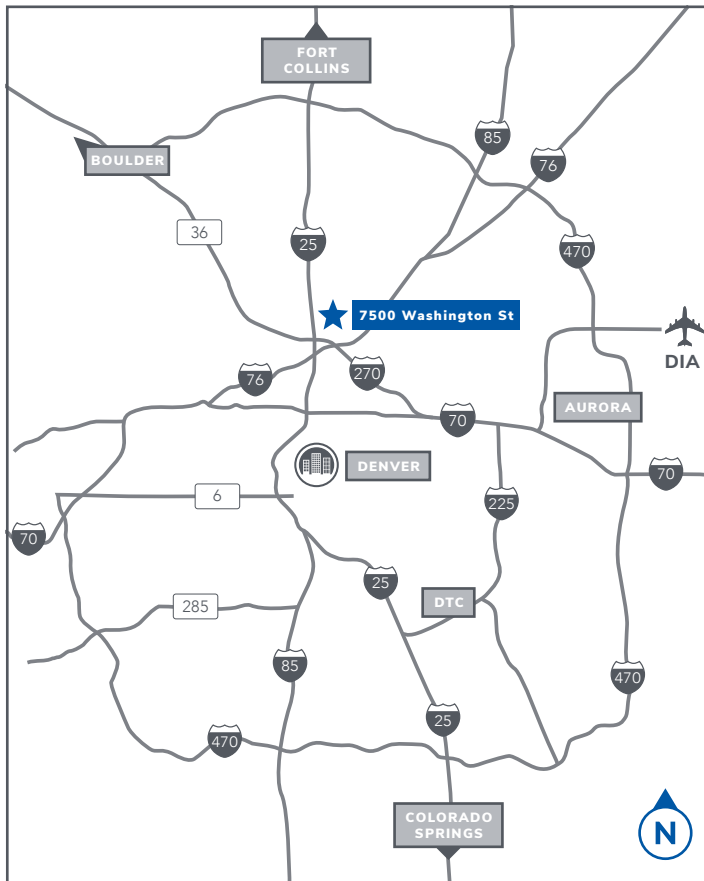 FORT
COLLINS
85
BOULDER
76
36
25
470
7500 Washington St
DIA
76
270
AURORA
70
DENVER
70
6
225
70
25
DTC
285
85
470
25
470
COLORADO
SPRINGS
N